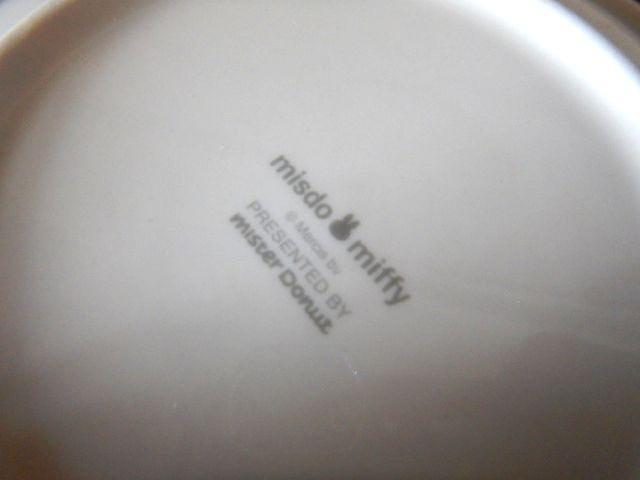 misdo miffy
© Mercis bv
PRESENTED BY
mister Donut